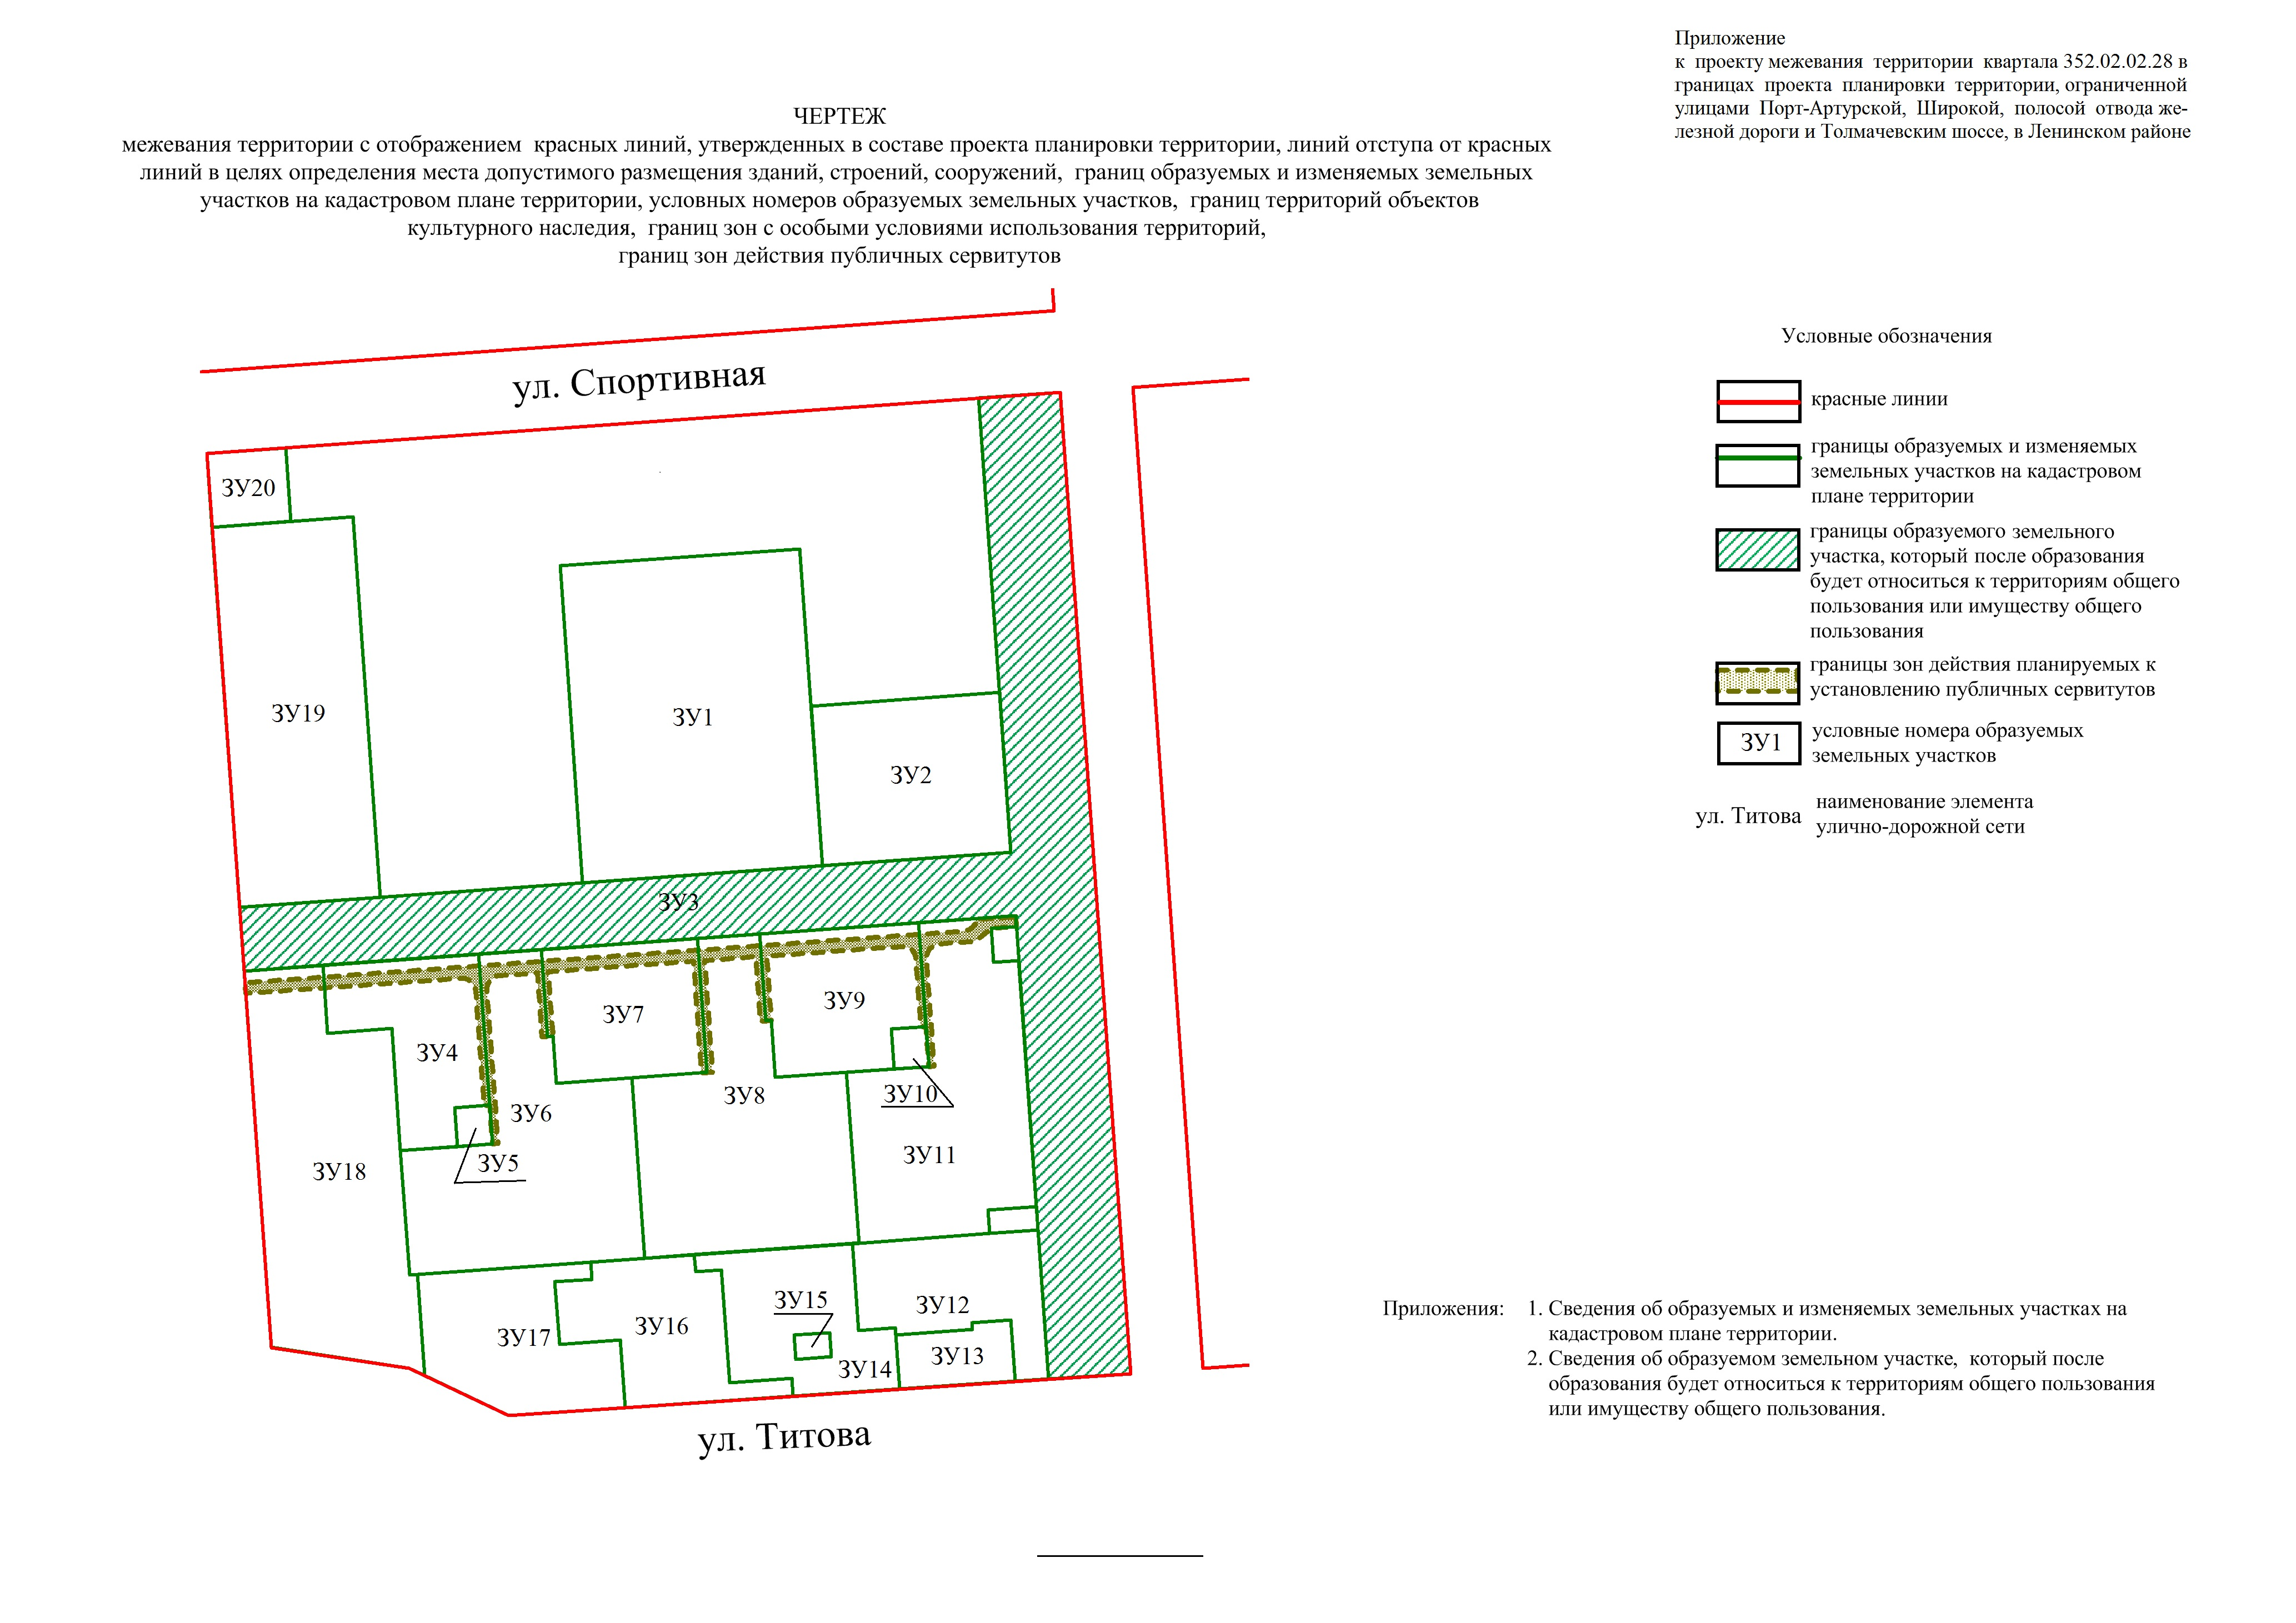 Приложение
к проекту межевания территории квартала 352.02.02.28 в
границах проекта планировки территории, ограниченной
улицами Порт-Артурской, Широкой, полосой отвода же-
лезной дороги и Толмачевским шоссе, в Ленинском районе
ЧЕРТЕЖ
межевания территории с отображением красных линий, утвержденных в составе проекта планировки территории, линий отступа от красных
линий в целях определения места допустимого размещения зданий, строений, сооружений, границ образуемых и изменяемых земельных
участков на кадастровом плане территории, условных номеров образуемых земельных участков, границ территорий объектов
культурного наследия, границ зон с особыми условиями использования территорий,
границ зон действия публичных сервитутов
ул. Спортивная
ЗУ20
ЗУ19
ЗУ1
ЗУ2
ЗУ3
ЗУ9
ЗУ7
ЗУ4
ЗУ8
ЗУ10
ЗУ6
ЗУ11
ЗУ5
ЗУ18
ЗУ15
ЗУ12
ЗУ16
ЗУ17
ЗУ13
ЗУ14
ул. Титова
Условные обозначения
красные линии
границы образуемых и изменяемых
земельных участков на кадастровом
плане территории
границы образуемого земельного
участка, который после образования
будет относиться к территориям общего
пользования или имуществу общего
пользования
границы зон действия планируемых к
установлению публичных сервитутов
ЗУ1
условные номера образуемых
земельных участков
ул. Титова
наименование элемента
улично-дорожной сети
Приложения: 1. Сведения об образуемых и изменяемых земельных участках на
кадастровом плане территории.
2. Сведения об образуемом земельном участке, который после
образования будет относиться к территориям общего пользования
или имуществу общего пользования.